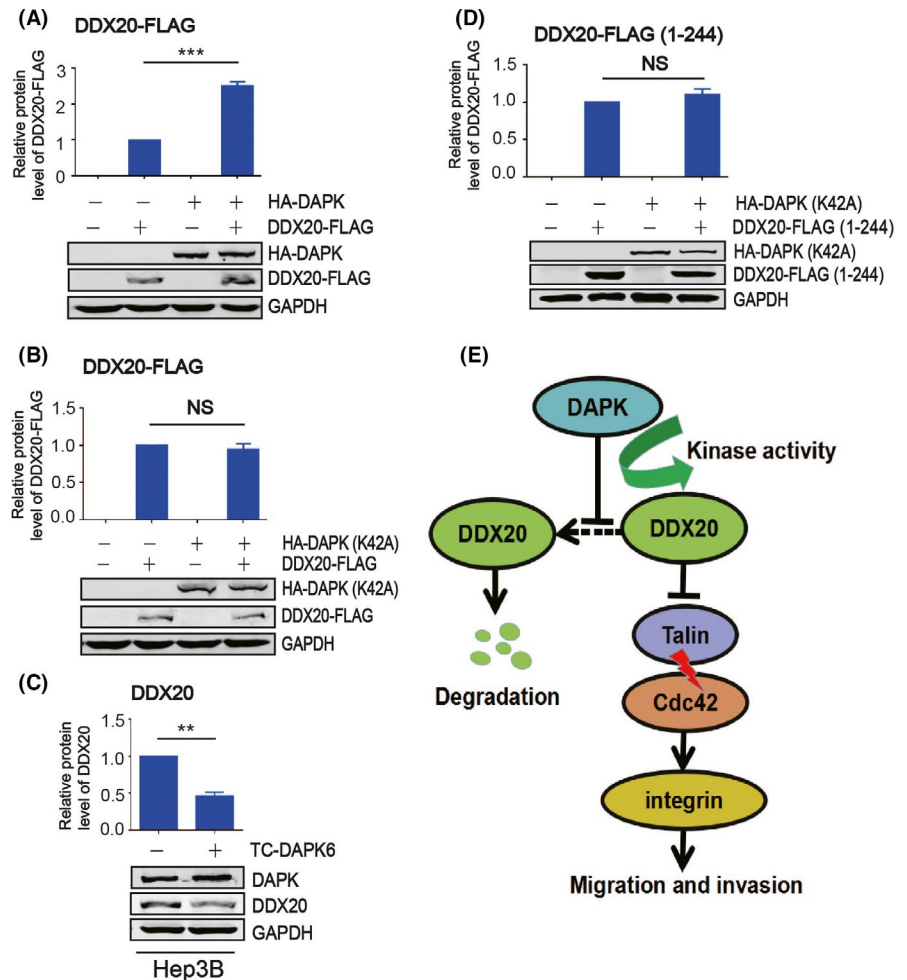 (A)
DDX20-FLAG
Relative protein
level of DDX20-FLAG
3
2
1
0
***
– – + + HA-DAPK
– + – + DDX20-FLAG
HA-DAPK
DDX20-FLAG
GAPDH
(B)
DDX20-FLAG
Relative protein
level of DDX20-FLAG
1.5
1.0
0.5
0.0
NS
– – + + HA-DAPK (K42A)
– + – + DDX20-FLAG
HA-DAPK (K42A)
DDX20-FLAG
GAPDH
(C)
DDX20
Relative protein
level of DDX20
1.5
1.0
0.5
0.0
**
– + TC-DAPK6
DAPK
DDX20
GAPDH
Hep3B
(D)
DDX20-FLAG (1-244)
Relative protein
level of DDX20-FLAG
1.5
1.0
0.5
0.0
NS
– – + + HA-DAPK (K42A)
– + – + DDX20-FLAG (1-244)
HA-DAPK (K42A)
DDX20-FLAG (1-244)
GAPDH
(E)
DAPK
Kinase activity
DDX20
DDX20
Talin
Degradation
Cdc42
integrin
Migration and invasion